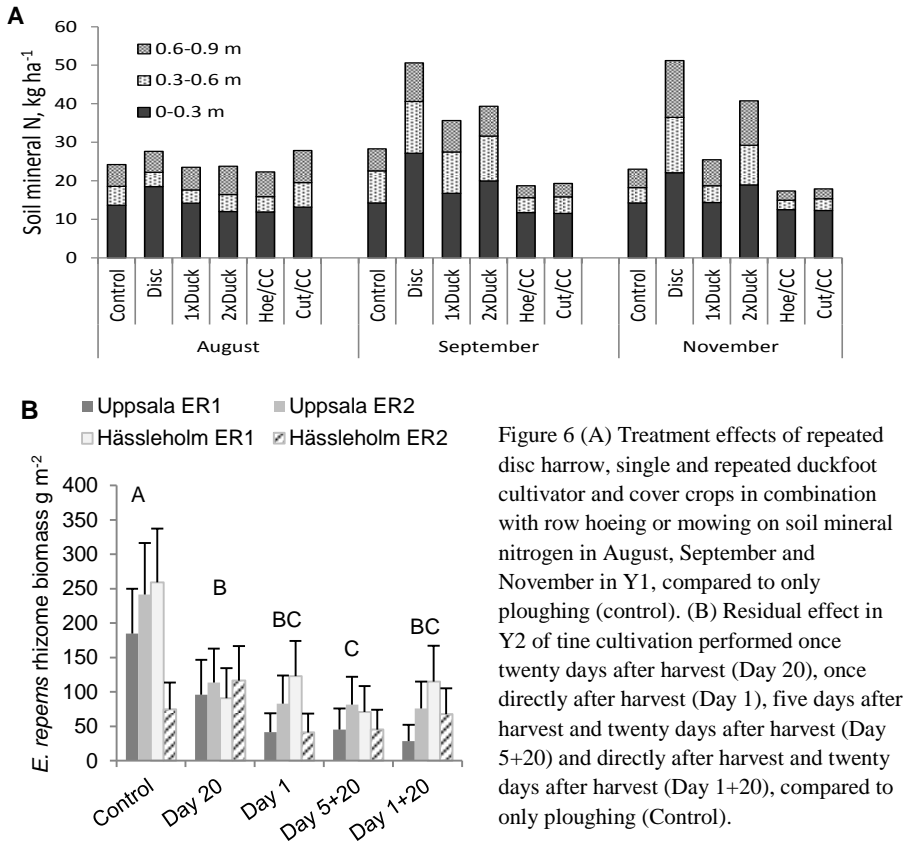 A
Soil mineral N, kg ha⁻¹
60
50
40
30
20
10
0
0.6-0.9 m
0.3-0.6 m
0-0.3 m
Control
Disc
1xDuck
2xDuck
Hoe/CC
Cut/CC
Control
Disc
1xDuck
2xDuck
Hoe/CC
Cut/CC
Control
Disc
1xDuck
2xDuck
Hoe/CC
Cut/CC
August
September
November
B
Uppsala ER1
Uppsala ER2
Hässleholm ER1
Hässleholm ER2
E. repems rhizome biomass g m⁻²
400
350
300
250
200
150
100
50
0
A
B
BC
C
BC
Control
Day 20
Day 1
Day 5+20
Day 1+20
Figure 6 (A) Treatment effects of repeated
disc harrow, single and repeated duckfoot
cultivator and cover crops in combination
with row hoeing or mowing on soil mineral
nitrogen in August, September and
November in Y1, compared to only
ploughing (control). (B) Residual effect in
Y2 of tine cultivation performed once
twenty days after harvest (Day 20), once
directly after harvest (Day 1), five days after
harvest and twenty days after harvest (Day
5+20) and directly after harvest and twenty
days after harvest (Day 1+20), compared to
only ploughing (Control).